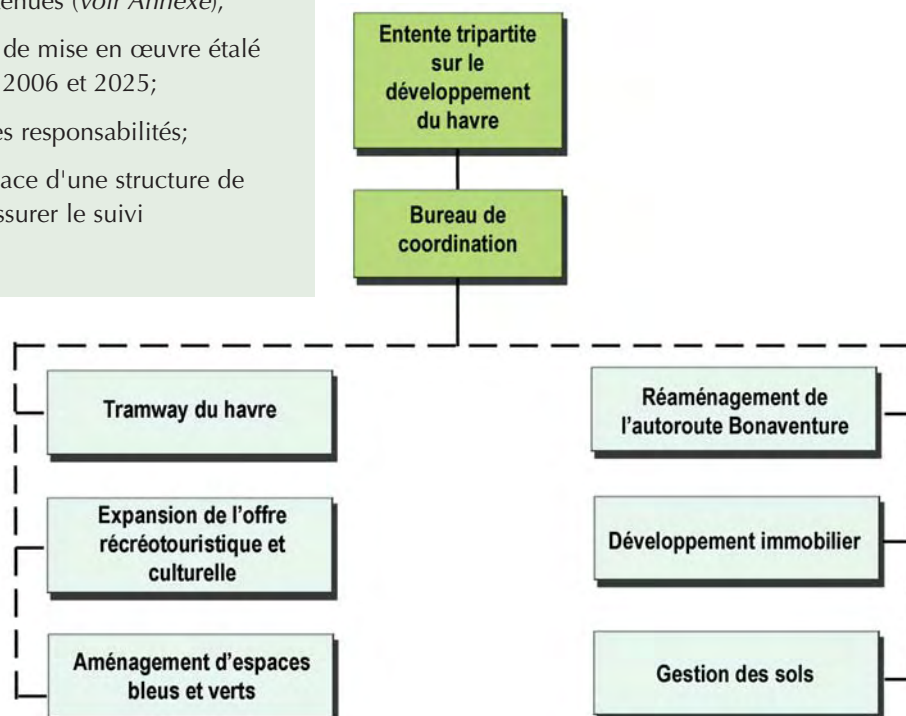 enues (voir Annexe);
de mise en œuvre étalé
2006 et 2025;
es responsabilités;
ace d'une structure de
ssurer le suivi
Entente tripartite
sur le
développement
du havre
Bureau de
coordination
Tramway du havre
Expansion de l'offre
récréotouristique et
culturelle
Aménagement d'espaces
bleus et verts
Réaménagement de
l'autoroute Bonaventure
Développement immobilier
Gestion des sols